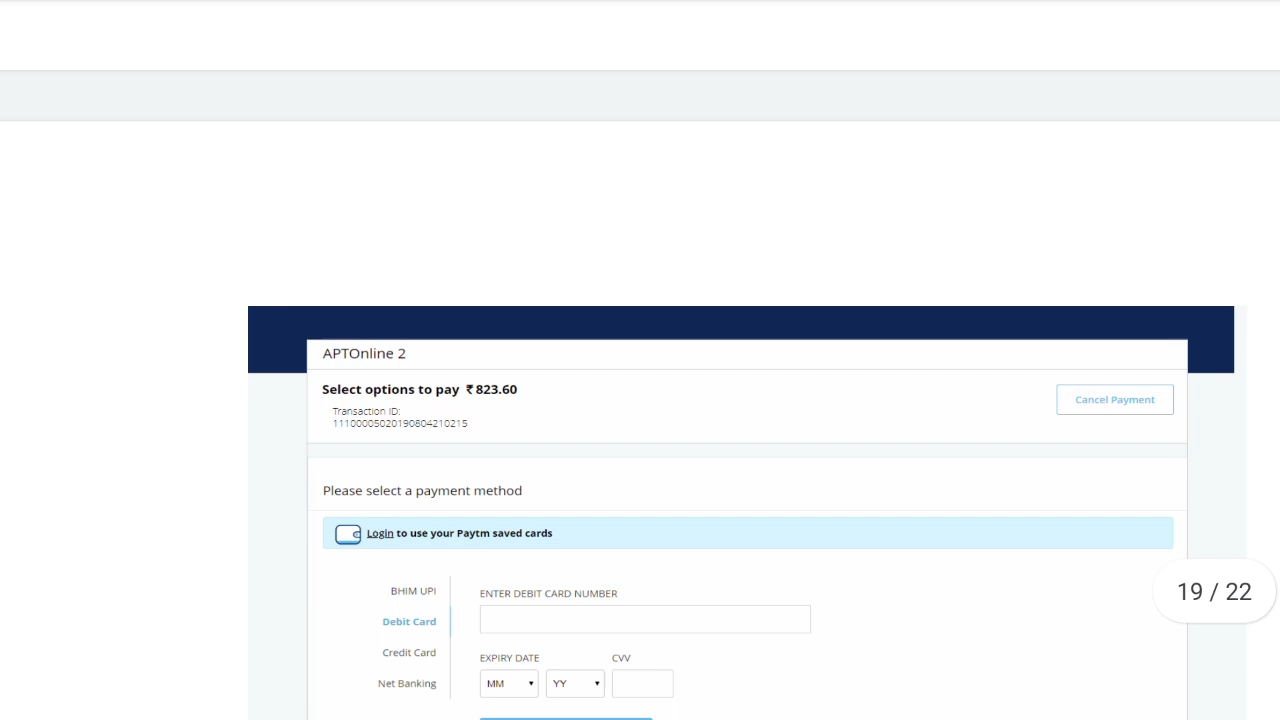 APTOnline 2
Select options to pay ₹ 823.60
Cancel Payment
Transaction ID:
11100005020190804210215
Please select a payment method
Login to use your Paytm saved cards
BHIM UPI
Debit Card
Credit Card
Net Banking
ENTER DEBIT CARD NUMBER
EXPIRY DATE
CVV
MM
YY
19 / 22